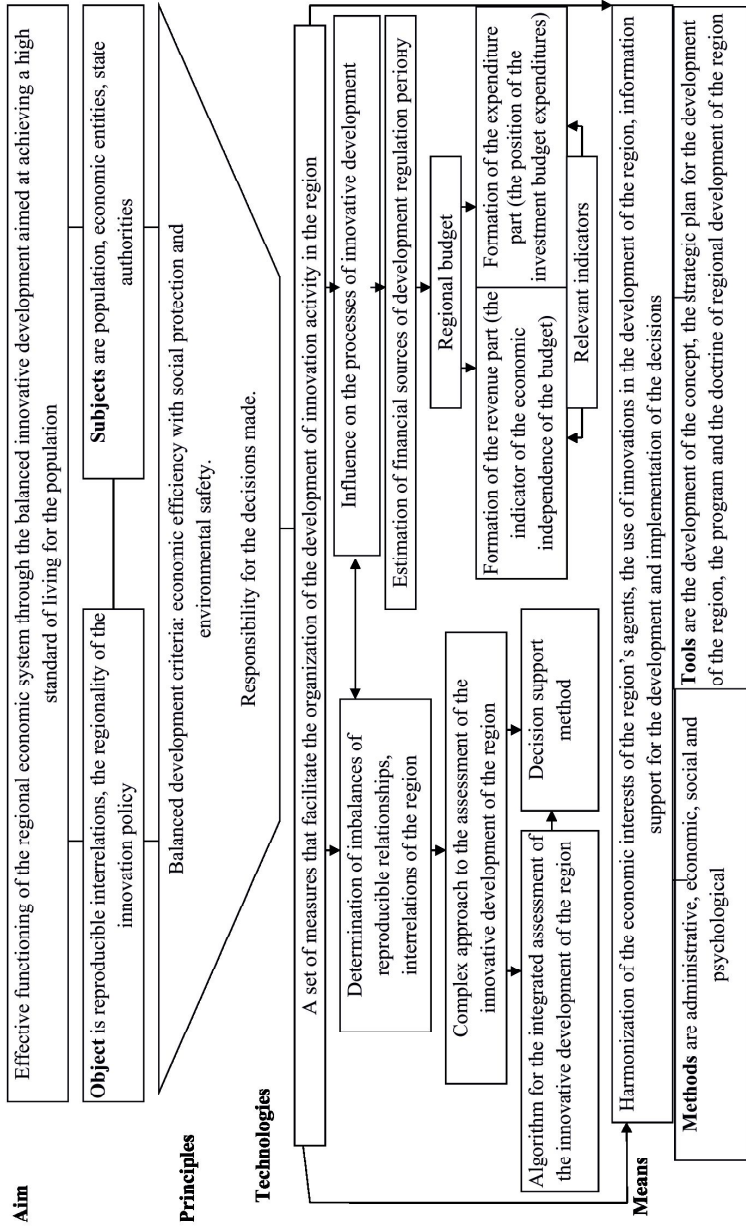 Aim
Effective functioning of the regional economic system through the balanced innovative development aimed at achieving a high
standard of living for the population
Object is reproducible interrelations, the regionality of the
innovation policy
Subjects are population, economic entities, state
authorities
Principles
Balanced development criteria: economic efficiency with social protection and
environmental safety.
Responsibility for the decisions made.
Technologies
A set of measures that facilitate the organization of the development of innovation activity in the region
Determination of imbalances of
reproducible relationships,
interrelations of the region
Influence on the processes of innovative development
Estimation of financial sources of development regulation periony
Complex approach to the assessment of the
innovative development of the region
Regional budget
Algorithm for the integrated assessment of
the innovative development of the region
Decision support
method
Formation of the revenue part (the
indicator of the economic
independence of the budget)
Formation of the expenditure
part (the position of the
investment budget expenditures)
Relevant indicators
Means
Harmonization of the economic interests of the region's agents, the use of innovations in the development of the region, information
support for the development and implementation of the decisions
Methods are administrative, economic, social and
psychological
Tools are the development of the concept, the strategic plan for the development
of the region, the program and the doctrine of regional development of the region